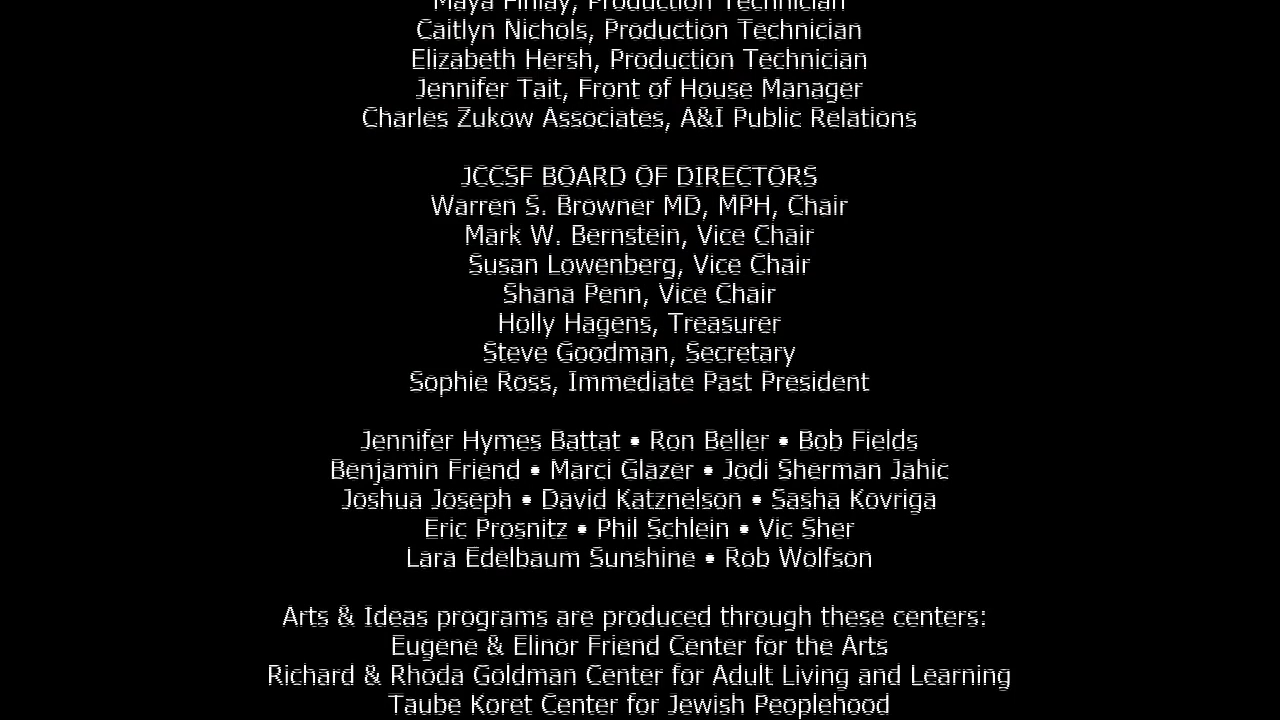 Maya Finlay, Production Technician
Caitlyn Nichols, Production Technician
Elizabeth Hersh, Production Technician
Jennifer Tait, Front of House Manager
Charles Zukow Associates, A&I Public Relations
JCCSF BOARD OF DIRECTORS
Warren S. Browner MD, MPH, Chair
Mark W. Bernstein, Vice Chair
Susan Lowenberg, Vice Chair
Shana Penn, Vice Chair
Holly Hagens, Treasurer
Steve Goodman, Secretary
Sophie Ross, Immediate Past President
Jennifer Hymes Battat • Ron Beller • Bob Fields
Benjamin Friend • Marci Glazer • Jodi Sherman Jahic
Joshua Joseph • David Katznelson • Sasha Kovriga
Eric Prosnitz • Phil Schlein • Vic Sher
Lara Edelbaum Sunshine • Rob Wolfson
Arts & Ideas programs are produced through these centers:
Eugene & Elinor Friend Center for the Arts
Richard & Rhoda Goldman Center for Adult Living and Learning
Taube Koret Center for Jewish Peoplehood